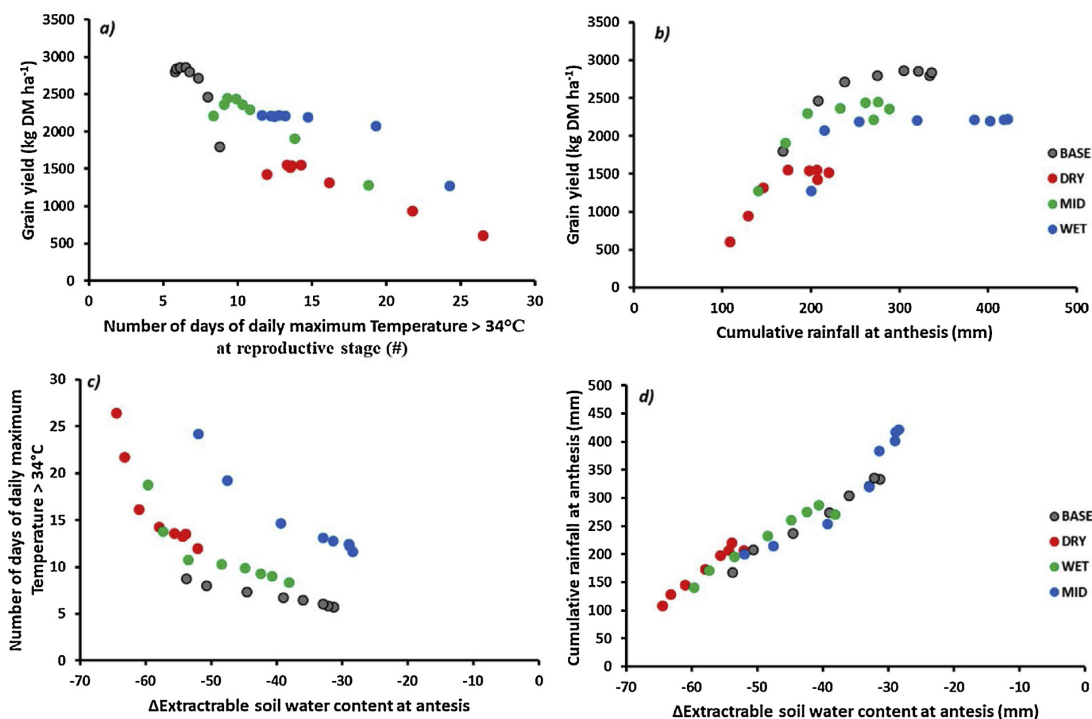 a)
3500
3000
2500
2000
1500
1000
500
0
Grain yield (kg DM ha⁻¹)
0 5 10 15 20 25 30
Number of days of daily maximum Temperature > 34°C
at reproductive stage (#)
b)
3500
3000
2500
2000
1500
1000
500
0
Grain yield (kg DM ha⁻¹)
0 100 200 300 400 500
Cumulative rainfall at anthesis (mm)
BASE
DRY
MID
WET
c)
30
25
20
15
10
5
0
Number of days of daily maximum
Temperature > 34°C
-70 -60 -50 -40 -30 -20 -10 0
ΔExtractable soil water content at antesis
d)
500
450
400
350
300
250
200
150
100
50
0
Cumulative rainfall at anthesis (mm)
-70 -60 -50 -40 -30 -20 -10 0
ΔExtractable soil water content at antesis (mm)
BASE
DRY
WET
MID